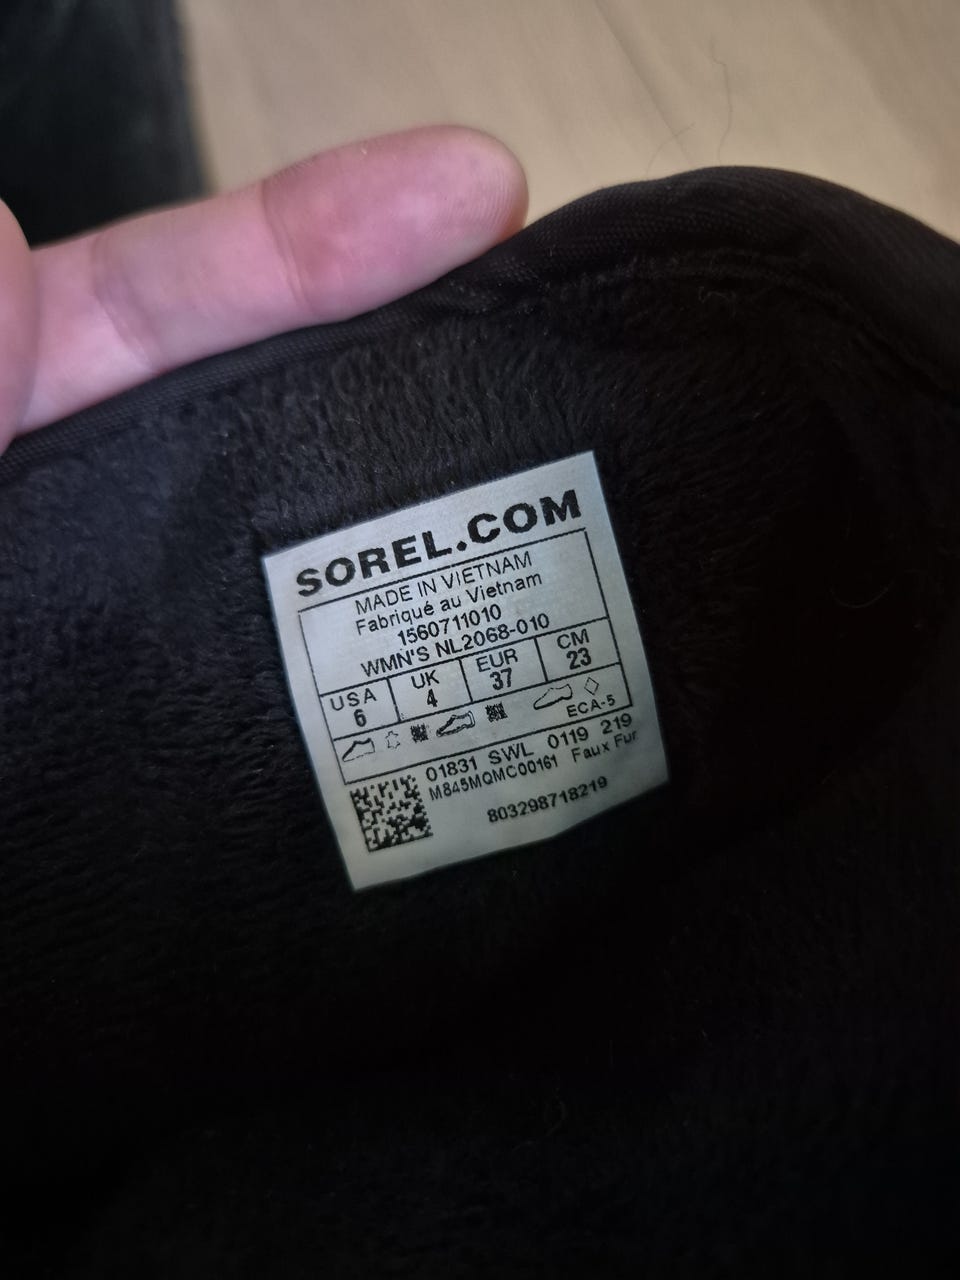 SOREL.COM
MADE IN VIETNAM
Fabriqué au Vietnam
1560711010
WMN'S NL2068-010
USA UK EUR CM
6 4 37 23
ECA-5
01831 SWL 0119 219
M845MQMC00161 Faux Fur
803298718219